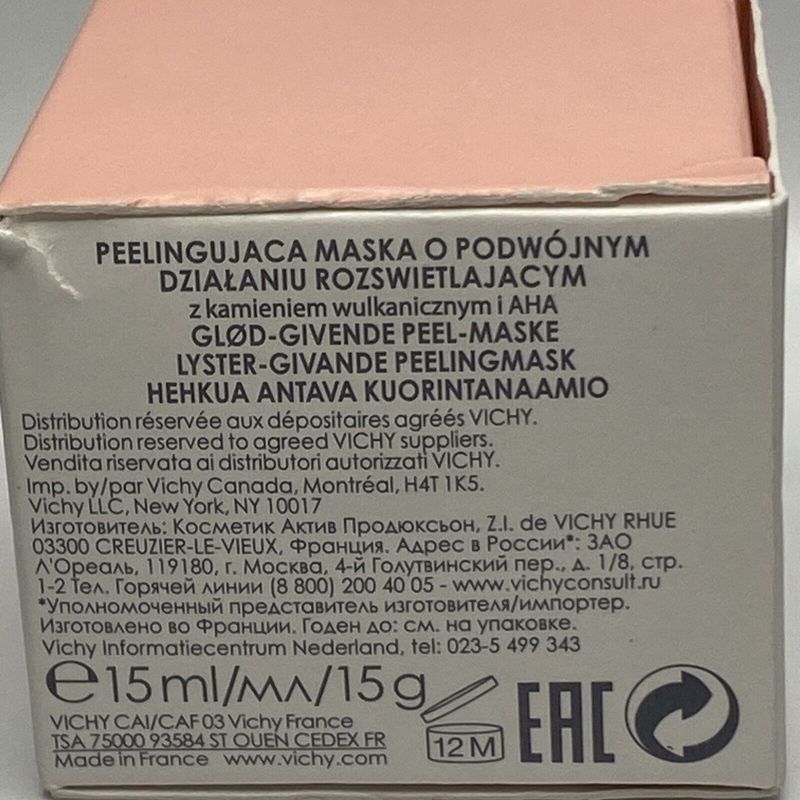 PEELINGUJACA MASKA O PODWÓJNYM
DZIAŁANIU ROZSWIETLAJACYM
z kamieniem wulkanicznym i AHA
GLØD-GIVENDE PEEL-MASKE
LYSTER-GIVANDE PEELINGMASK
HEHKUA ANTAVA KUORINTANAAMIO
Distribution réservée aux dépositaires agréés VICHY.
Distribution reserved to agreed VICHY suppliers.
Vendita riservata ai distributori autorizzati VICHY.
Imp. by/par Vichy Canada, Montréal, H4T 1K5.
Vichy LLC, New York, NY 10017
Изготовитель: Косметик Актив Продюксьон, Z.I. de VICHY RHUE
03300 CREUZIER-LE-VIEUX, Франция. Адрес в России*: ЗАО
Л'Ореаль, 119180, г. Москва, 4-й Голутвинский пер., д. 1/8, стр.
1-2 Тел. Горячей линии (8 800) 200 40 05 - www.vichyconsult.ru
*Уполномоченный представитель изготовителя/импортер.
Изготовлено во Франции. Годен до: см. на упаковке.
Vichy Informatiecentrum Nederland, tel: 023-5 499 343
℮15ml/мл/15g
12M
EAC
VICHY CAI/CAF 03 Vichy France
TSA 75000 93584 ST OUEN CEDEX FR
Made in France www.vichy.com